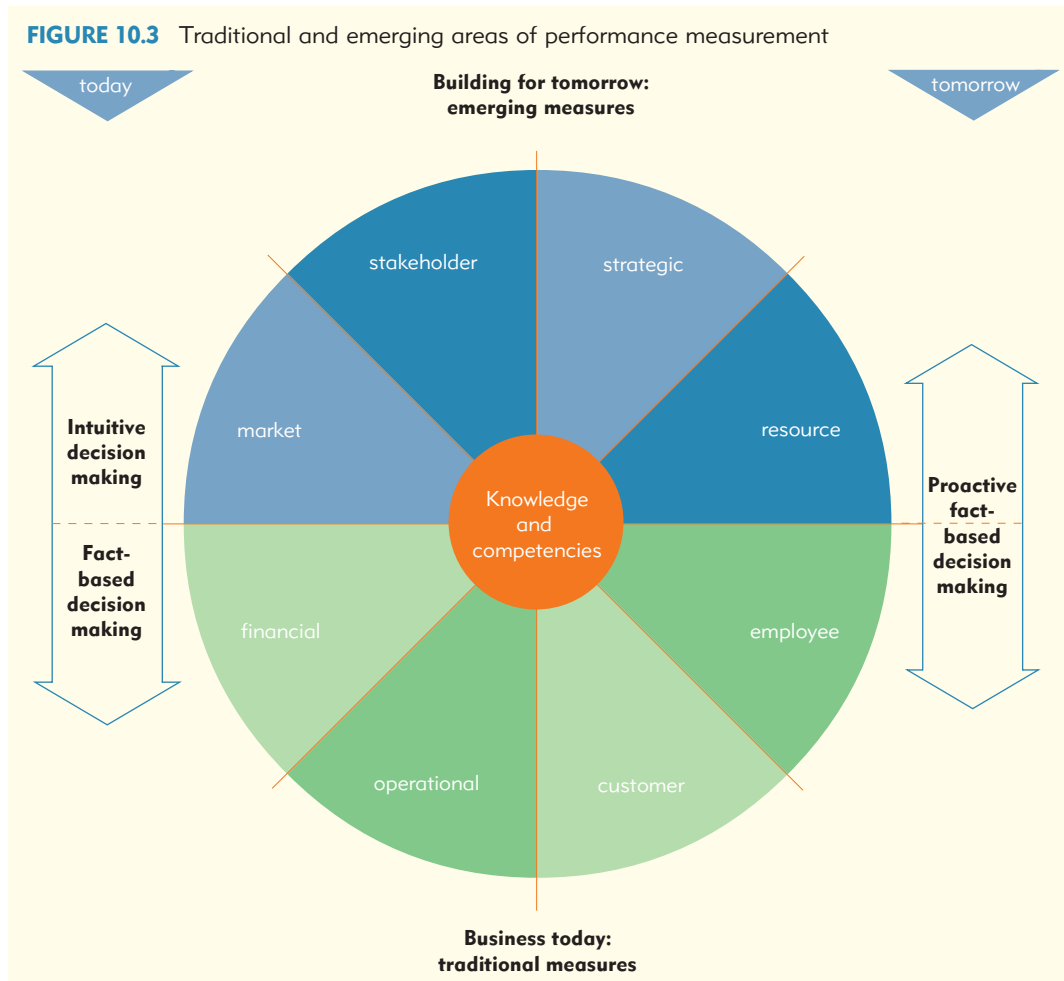 FIGURE 10.3 Traditional and emerging areas of performance measurement
today
Building for tomorrow:
emerging measures
tomorrow
stakeholder
strategic
market
resource
Intuitive
decision
making
Knowledge
and
competencies
Proactive
fact-
based
decision
making
Fact-
based
decision
making
financial
employee
operational
customer
Business today:
traditional measures